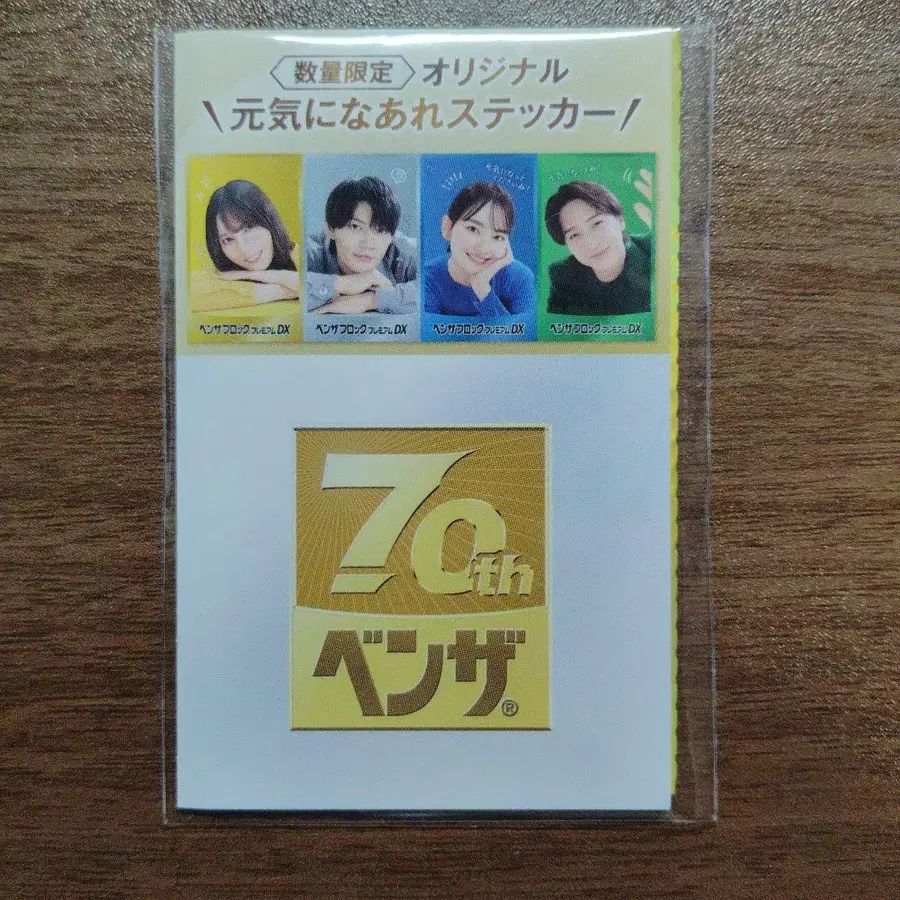 数量限定 オリジナル
\元気になあれステッカー/
ベンザブロックプレミアムDX
ベンザブロックプレミアムDX
ベンザブロックプレミアムDX
ベンザブロックプレミアムDX
70th
ベンザ®